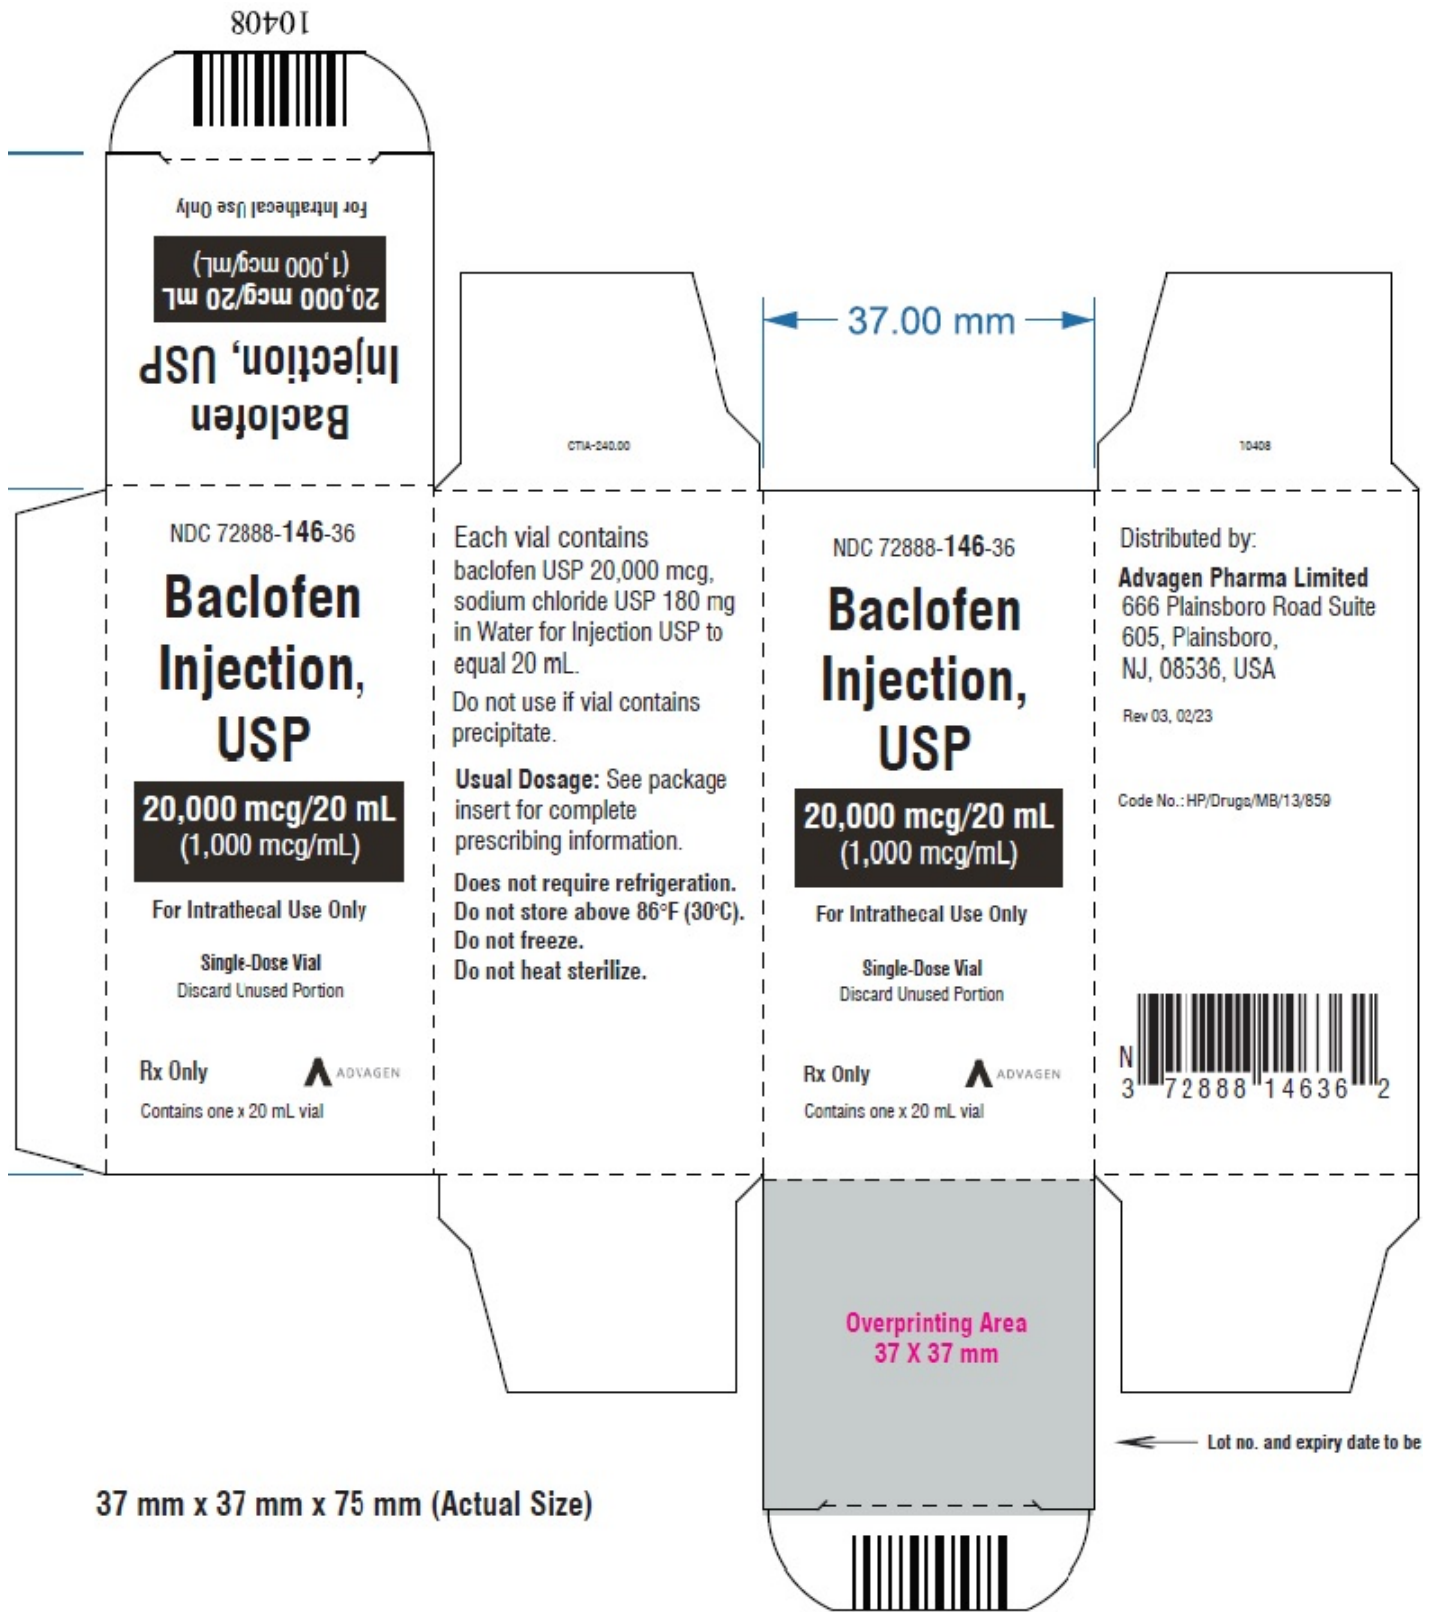 10408
For Intrathecal Use Only
(1,000 mcg/mL)
20,000 mcg/20 mL
Injection, USP
Baclofen
37.00 mm
CTIA-240.00
10408
NDC 72888-146-36
Baclofen
Injection,
USP
20,000 mcg/20 mL
(1,000 mcg/mL)
For Intrathecal Use Only
Single-Dose Vial
Discard Unused Portion
Rx Only
ADVAGEN
Contains one x 20 mL vial
Each vial contains
baclofen USP 20,000 mcg,
sodium chloride USP 180 mg
in Water for Injection USP to
equal 20 mL.
Do not use if vial contains
precipitate.
Usual Dosage: See package
insert for complete
prescribing information.
Does not require refrigeration.
Do not store above 86°F (30°C).
Do not freeze.
Do not heat sterilize.
NDC 72888-146-36
Baclofen
Injection,
USP
20,000 mcg/20 mL
(1,000 mcg/mL)
For Intrathecal Use Only
Single-Dose Vial
Discard Unused Portion
Rx Only
ADVAGEN
Contains one x 20 mL vial
Distributed by:
Advagen Pharma Limited
666 Plainsboro Road Suite
605, Plainsboro,
NJ, 08536, USA
Rev 03, 02/23
Code No.: HP/Drugs/MB/13/859
N
3 72888 14636 2
Overprinting Area
37 X 37 mm
Lot no. and expiry date to be
37 mm x 37 mm x 75 mm (Actual Size)